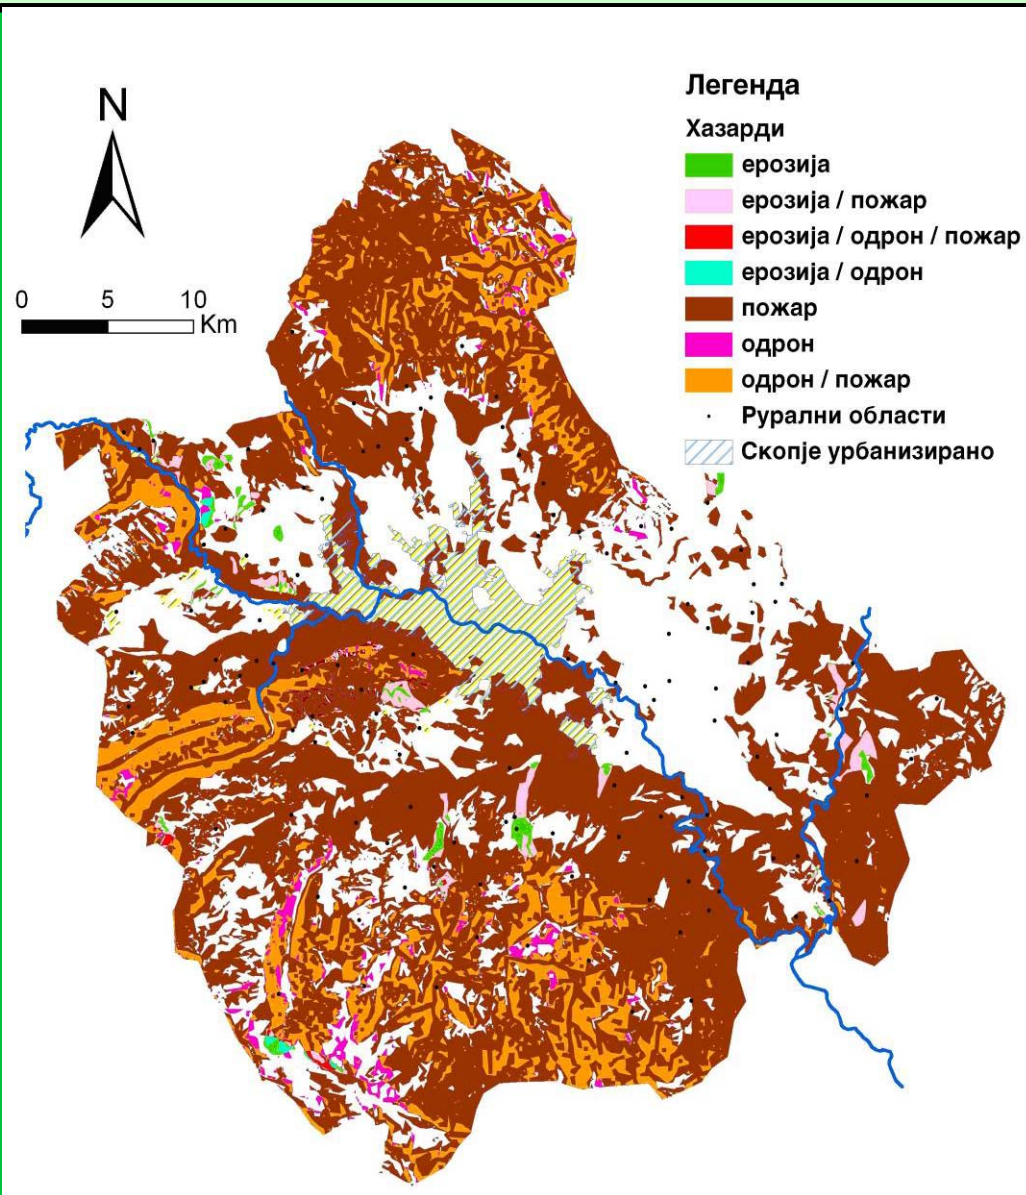 N
0 5 10
Km
Легенда
Хазарди
ерозија
ерозија / пожар
ерозија / одрон / пожар
ерозија / одрон
пожар
одрон
одрон / пожар
Рурални области
Скопје урбанизирано